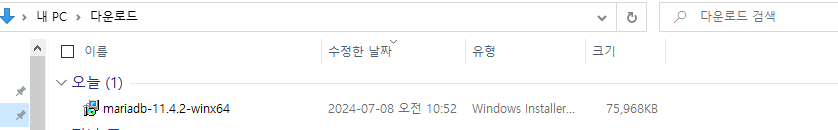 내 PC > 다운로드
다운로드 검색
이름 수정한 날짜 유형 크기
오늘 (1)
mariadb-11.4.2-winx64 2024-07-08 오전 10:52 Windows Installer... 75,968KB